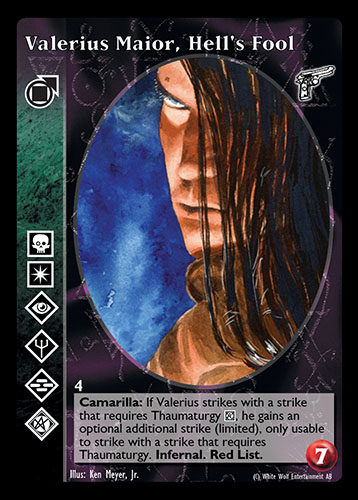 Valerius Maior, Hell's Fool
4
Camarilla: If Valerius strikes with a strike
that requires Thaumaturgy, he gains an
optional additional strike (limited), only usable
to strike with a strike that requires
Thaumaturgy. Infernal. Red List.
7
Illus: Ken Meyer, Jr.
(C) White Wolf Entertainment AB